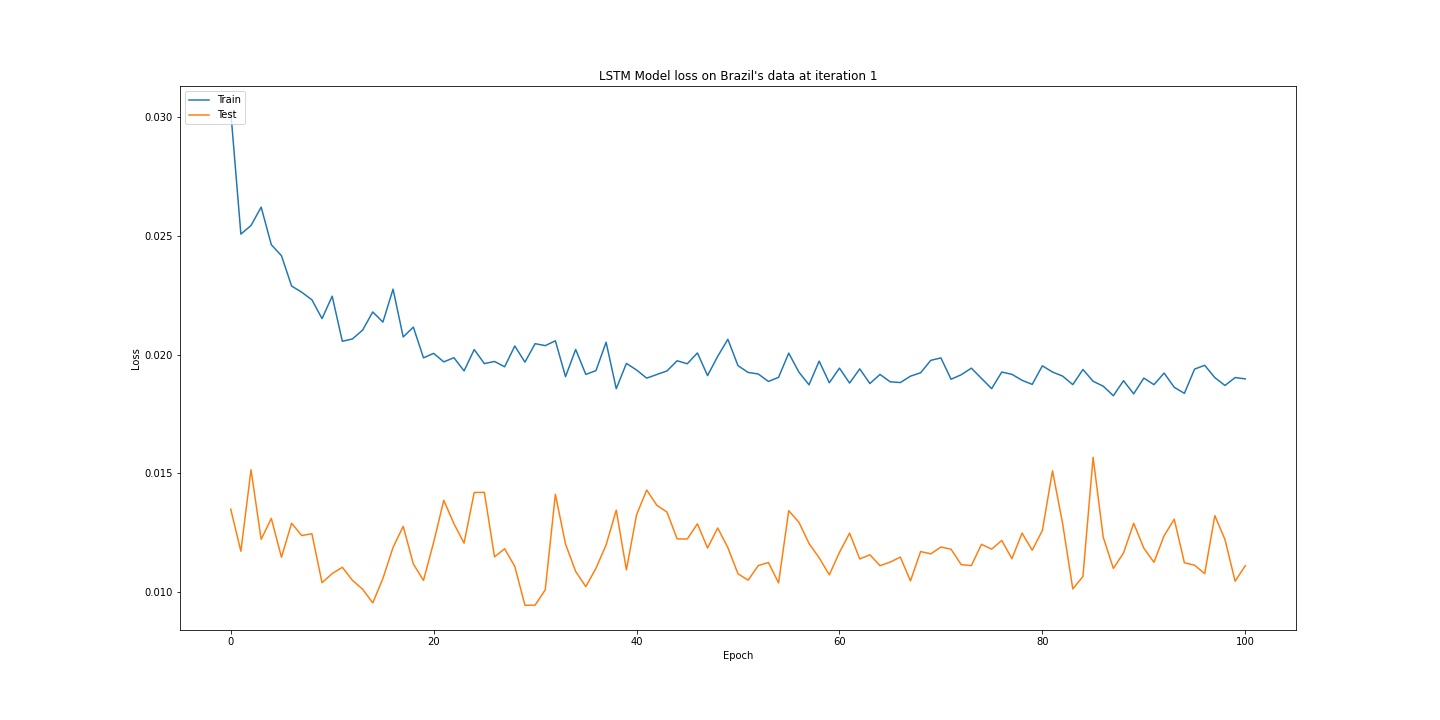 LSTM Model loss on Brazil's data at iteration 1
Train
Test
0.030
0.025
0.020
0.015
0.010
Loss
0 20 40 60 80 100
Epoch